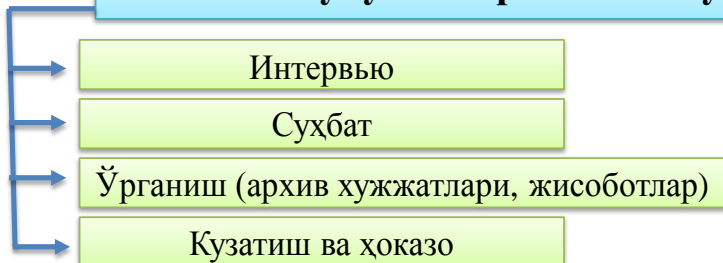 Интервью
Суҳбат
Ўрганиш (архив хужжатлари, жисоботлар)
Кузатиш ва ҳоказо